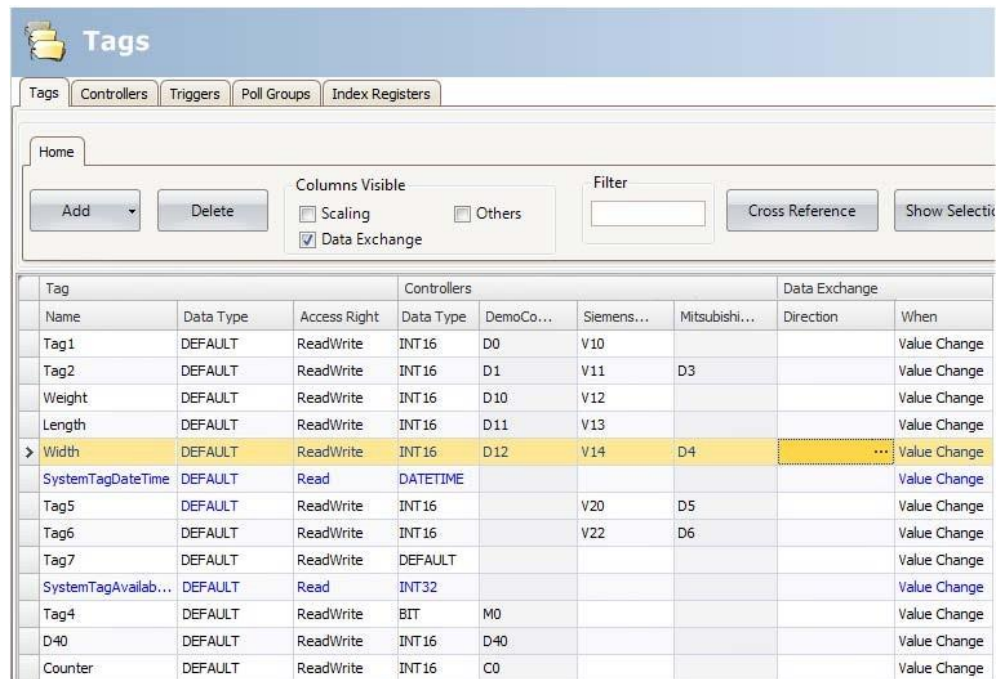 Tags
Tags Controllers Triggers Poll Groups Index Registers
Home
Columns Visible Filter
Add Delete Scaling Others Cross Reference Show Selectio
Data Exchange
Tag Controllers Data Exchange
Name Data Type Access Right Data Type DemoCo... Siemens... Mitsubishi... Direction When
Tag1 DEFAULT ReadWrite INT16 D0 V10 Value Change
Tag2 DEFAULT ReadWrite INT16 D1 V11 D3 Value Change
Weight DEFAULT ReadWrite INT16 D10 V12 Value Change
Length DEFAULT ReadWrite INT16 D11 V13 Value Change
Width DEFAULT ReadWrite INT16 D12 V14 D4 ... Value Change
SystemTagDateTime DEFAULT Read DATETIME Value Change
Tag5 DEFAULT ReadWrite INT16 V20 D5 Value Change
Tag6 DEFAULT ReadWrite INT16 V22 D6 Value Change
Tag7 DEFAULT ReadWrite DEFAULT Value Change
SystemTagAvailab... DEFAULT Read INT32 Value Change
Tag4 DEFAULT ReadWrite BIT M0 Value Change
D40 DEFAULT ReadWrite INT16 D40 Value Change
Counter DEFAULT ReadWrite INT16 C0 Value Change